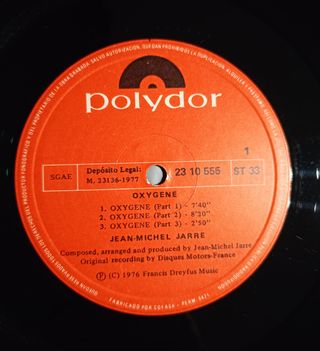 polydor
SGAE
Depósito Legal:
M. 23136-1977
23 10 555
1
ST 33
OXYGENE
1. OXYGENE (Part 1) - 7'40"
2. OXYGENE (Part 2) - 8'20"
3. OXYGENE (Part 3) - 2'50"
JEAN-MICHEL JARRE
Composed, arranged and produced by Jean-Michel Jarre
Original recording by Disques Motors-France
(P) (C) 1976 Francis Dreyfus Music
FABRICADO POR COFASA - PERM. 6431